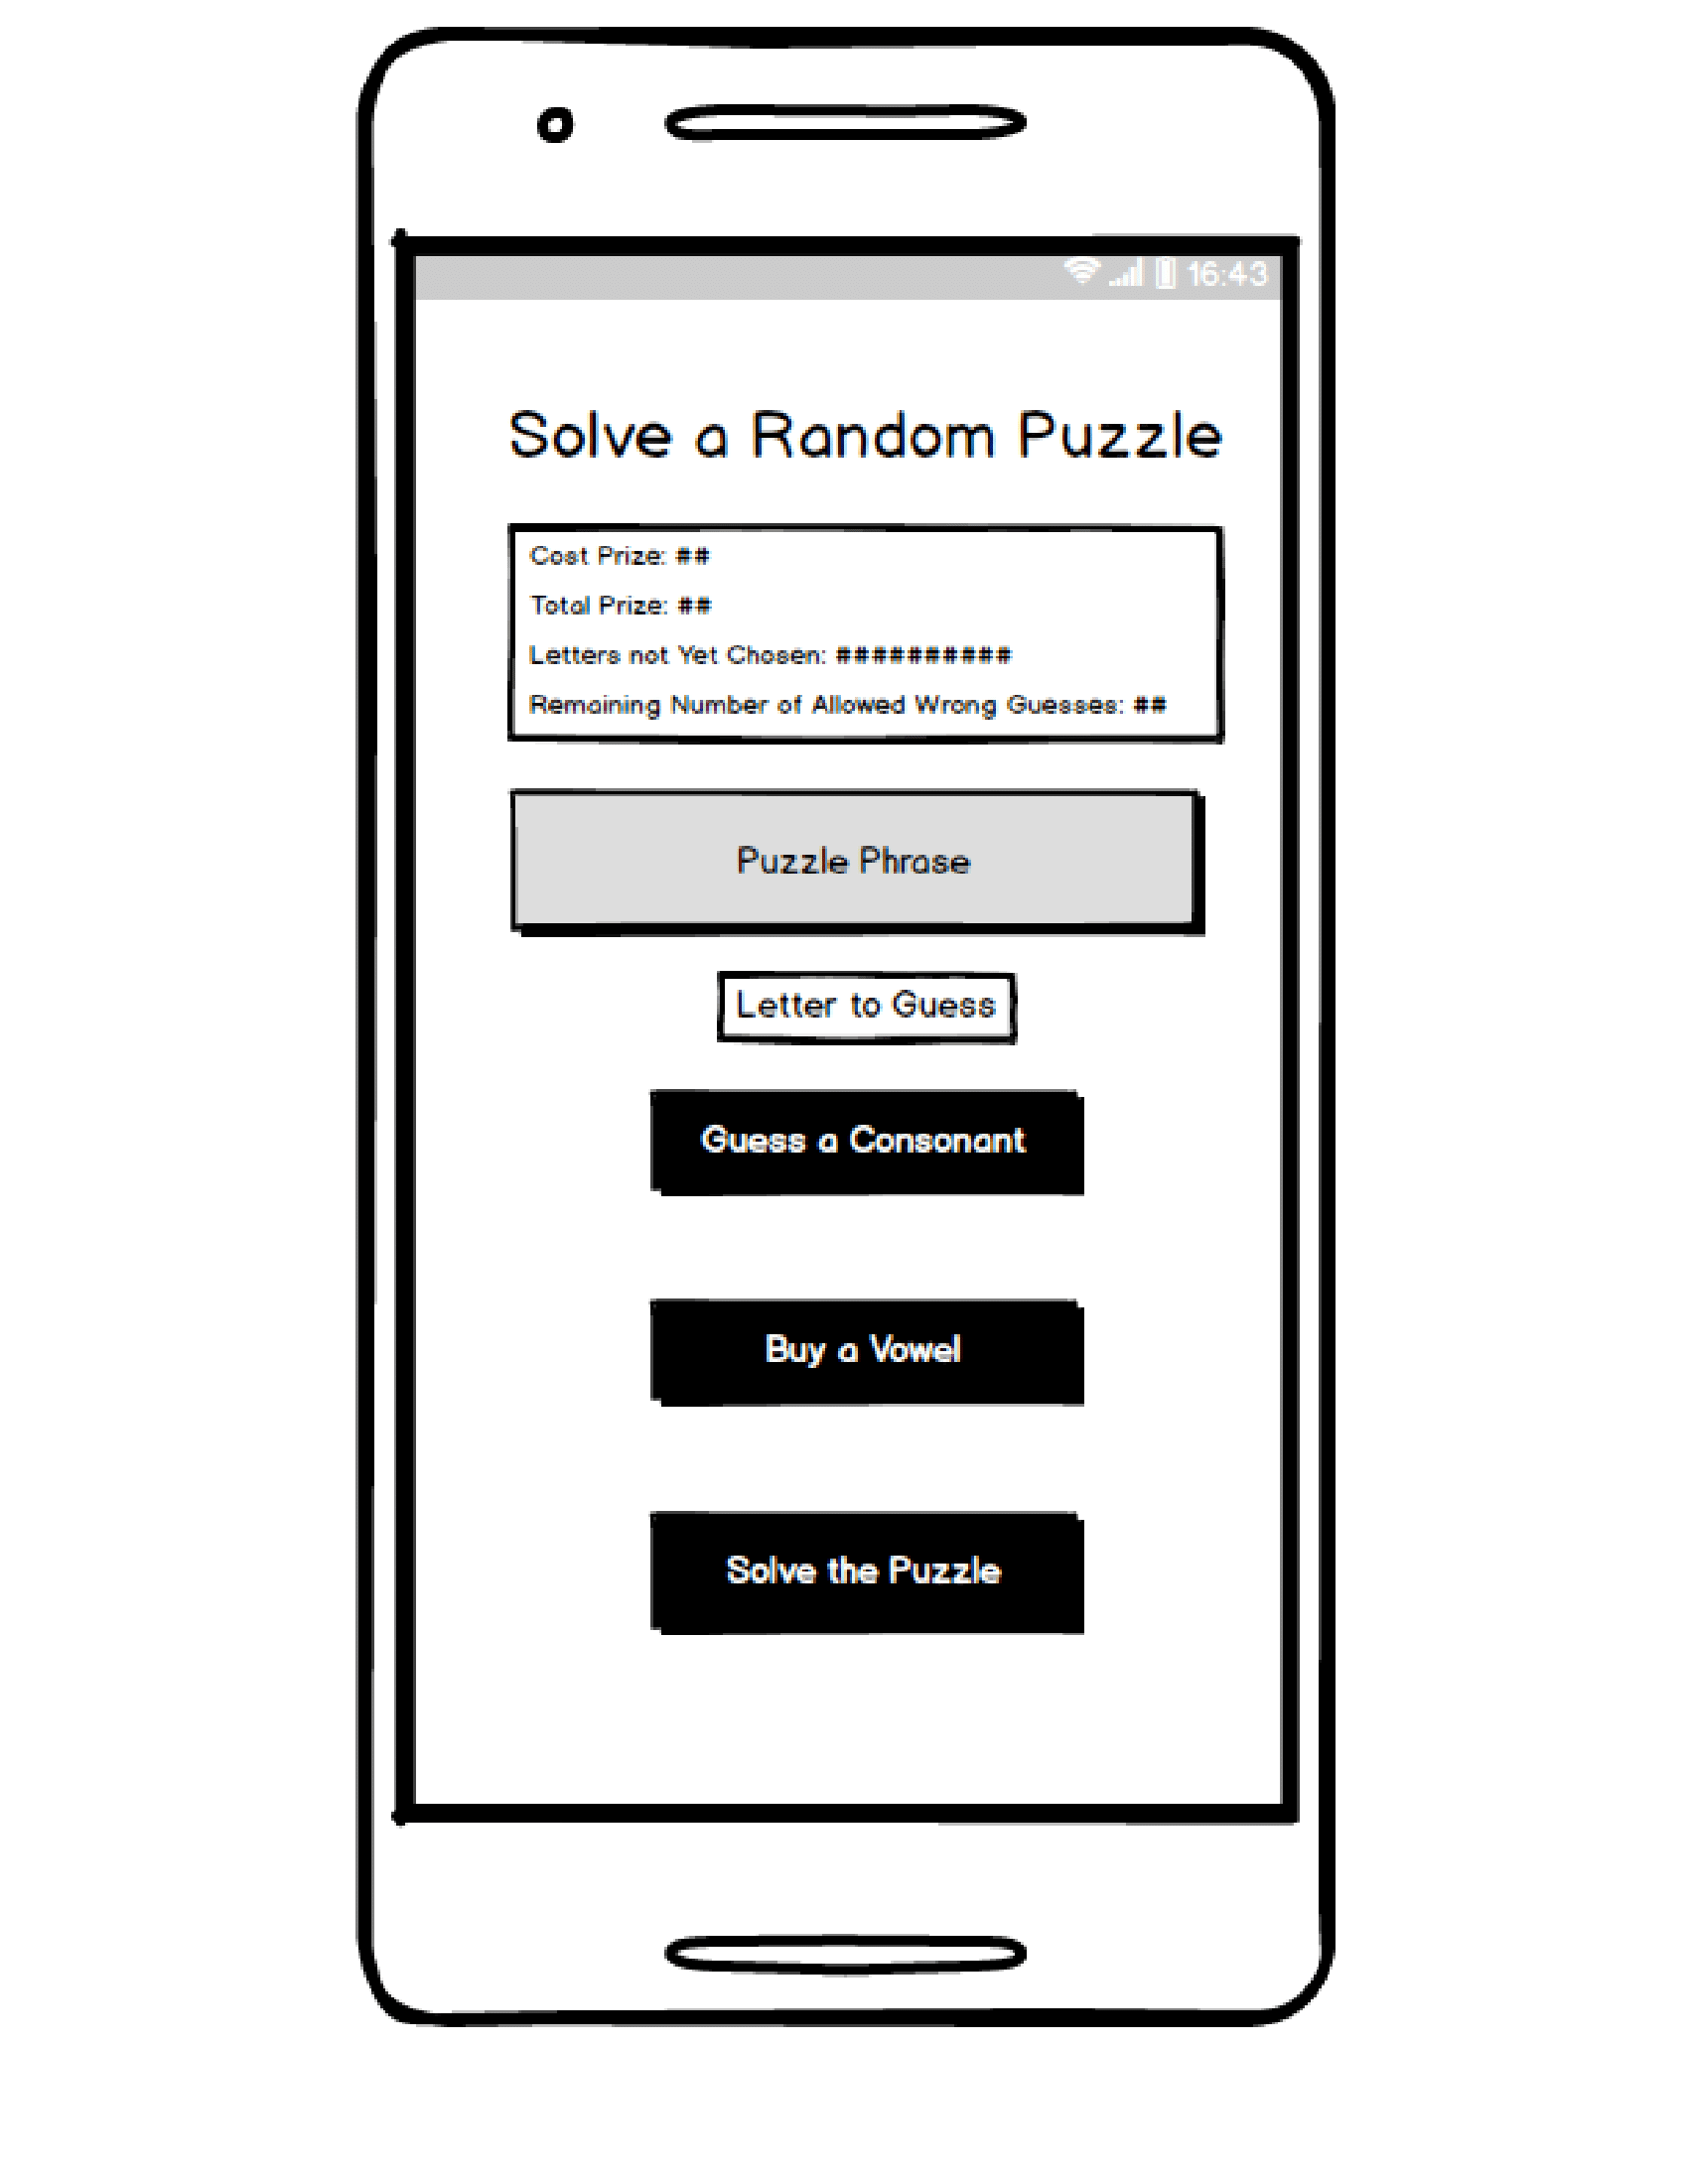 16:43
Solve a Random Puzzle
Cost Prize: ##
Total Prize: ##
Letters not Yet Chosen: ##########
Remaining Number of Allowed Wrong Guesses: ##
Puzzle Phrase
Letter to Guess
Guess a Consonant
Buy a Vowel
Solve the Puzzle